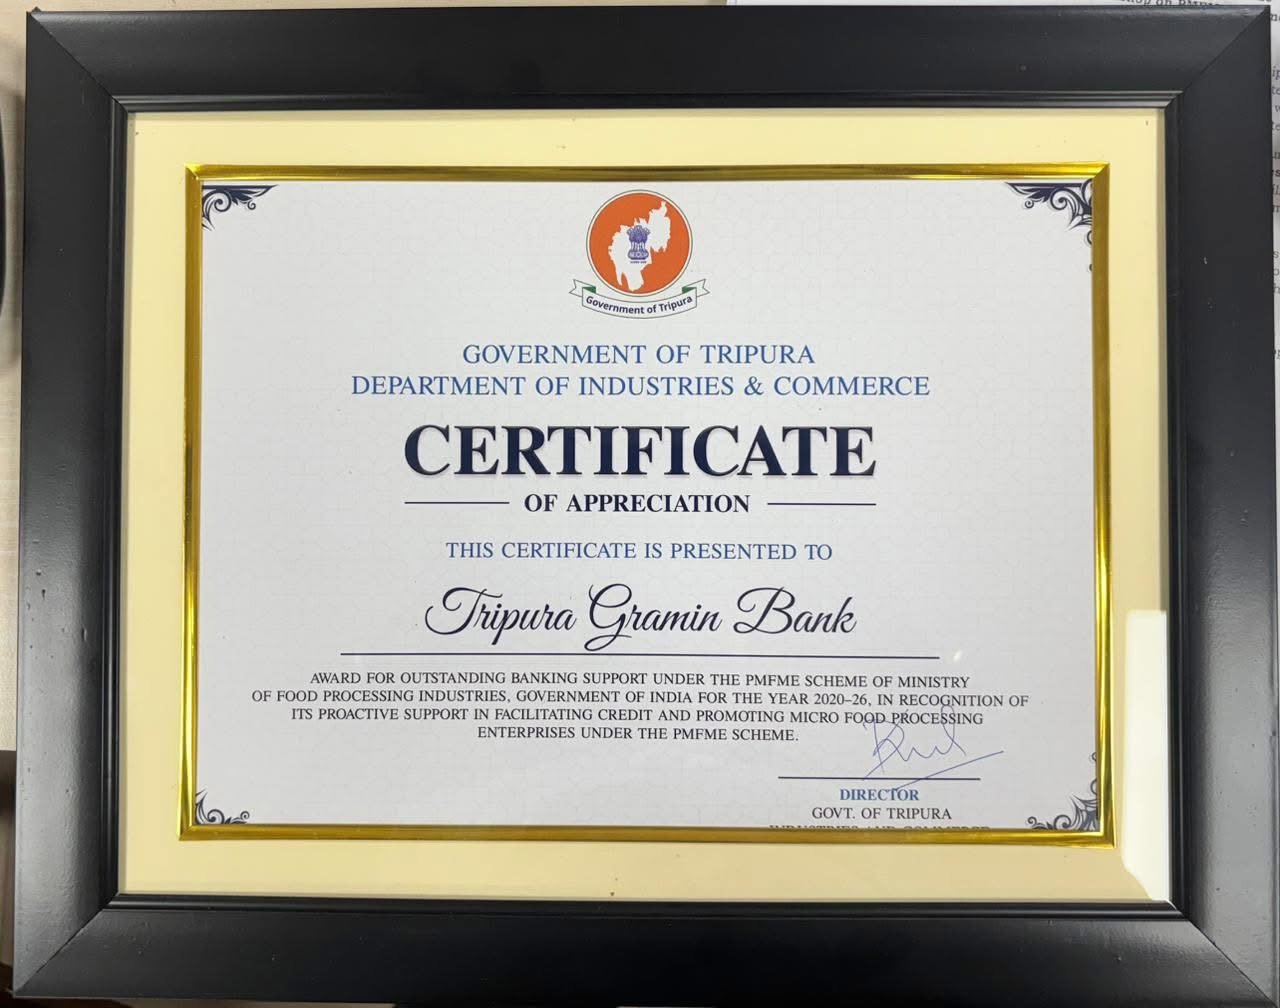 Government of Tripura
GOVERNMENT OF TRIPURA
DEPARTMENT OF INDUSTRIES & COMMERCE
CERTIFICATE
OF APPRECIATION
THIS CERTIFICATE IS PRESENTED TO
Tripura Gramin Bank
AWARD FOR OUTSTANDING BANKING SUPPORT UNDER THE PMFME SCHEME OF MINISTRY
OF FOOD PROCESSING INDUSTRIES, GOVERNMENT OF INDIA FOR THE YEAR 2020–26, IN RECOGNITION OF
ITS PROACTIVE SUPPORT IN FACILITATING CREDIT AND PROMOTING MICRO FOOD PROCESSING
ENTERPRISES UNDER THE PMFME SCHEME.
DIRECTOR
GOVT. OF TRIPURA